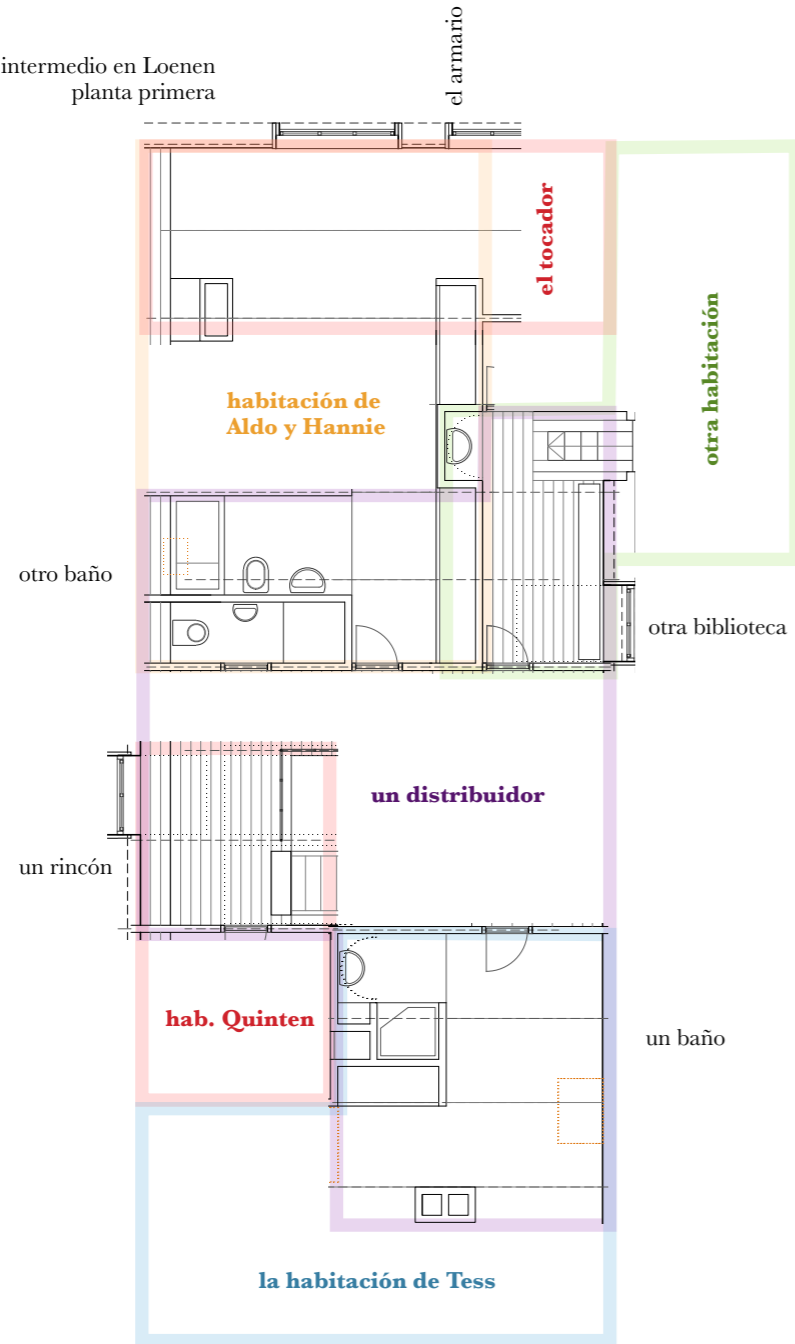 intermedio en Loenen
planta primera
el armario
el tocador
otra habitación
habitación de
Aldo y Hannie
otro baño
otra biblioteca
un distribuidor
un rincón
hab. Quinten
un baño
la habitación de Tess